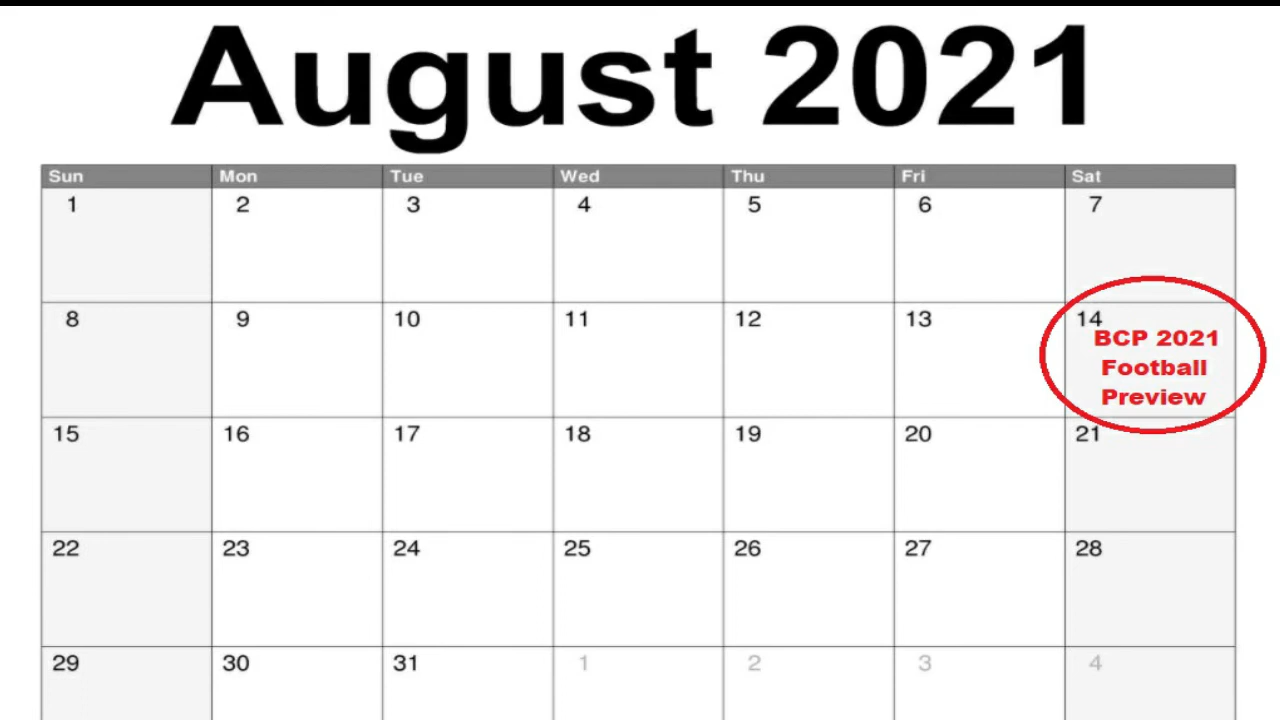 August 2021
Sun Mon Tue Wed Thu Fri Sat
1 2 3 4 5 6 7
8 9 10 11 12 13 14
BCP 2021
Football
Preview
15 16 17 18 19 20 21
22 23 24 25 26 27 28
29 30 31 1 2 3 4